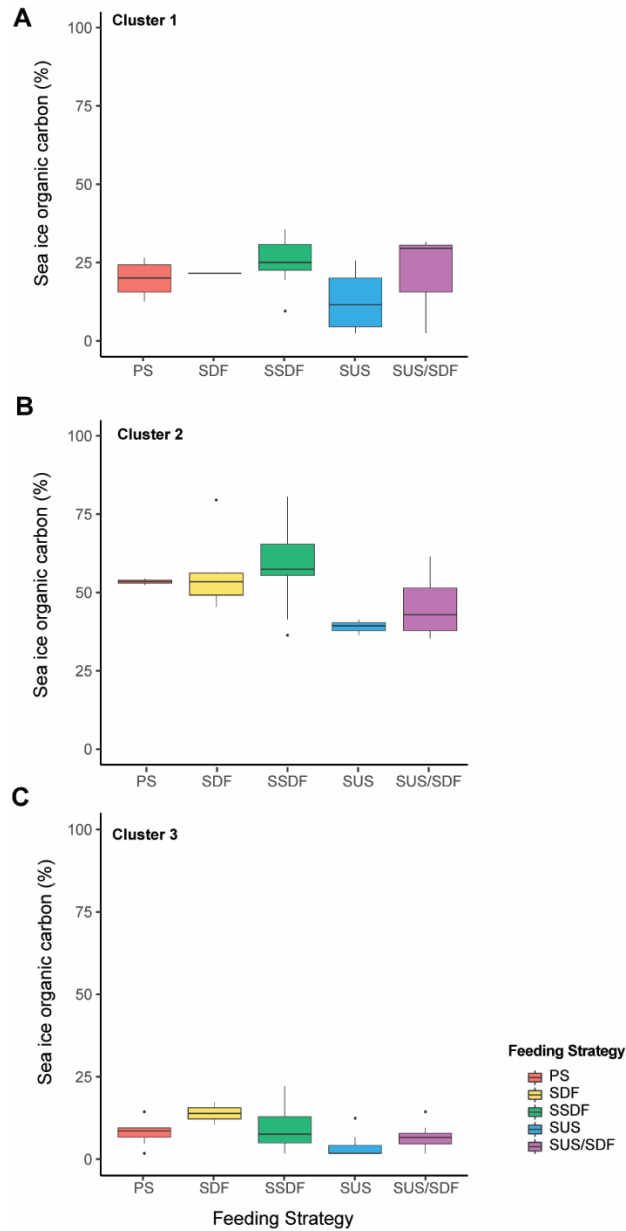 A
Cluster 1
Sea ice organic carbon (%)
100
75
50
25
0
PS SDF SSDF SUS SUS/SDF
B
Cluster 2
Sea ice organic carbon (%)
100
75
50
25
0
PS SDF SSDF SUS SUS/SDF
C
Cluster 3
Sea ice organic carbon (%)
100
75
50
25
0
PS SDF SSDF SUS SUS/SDF
Feeding Strategy
Feeding Strategy
PS
SDF
SSDF
SUS
SUS/SDF